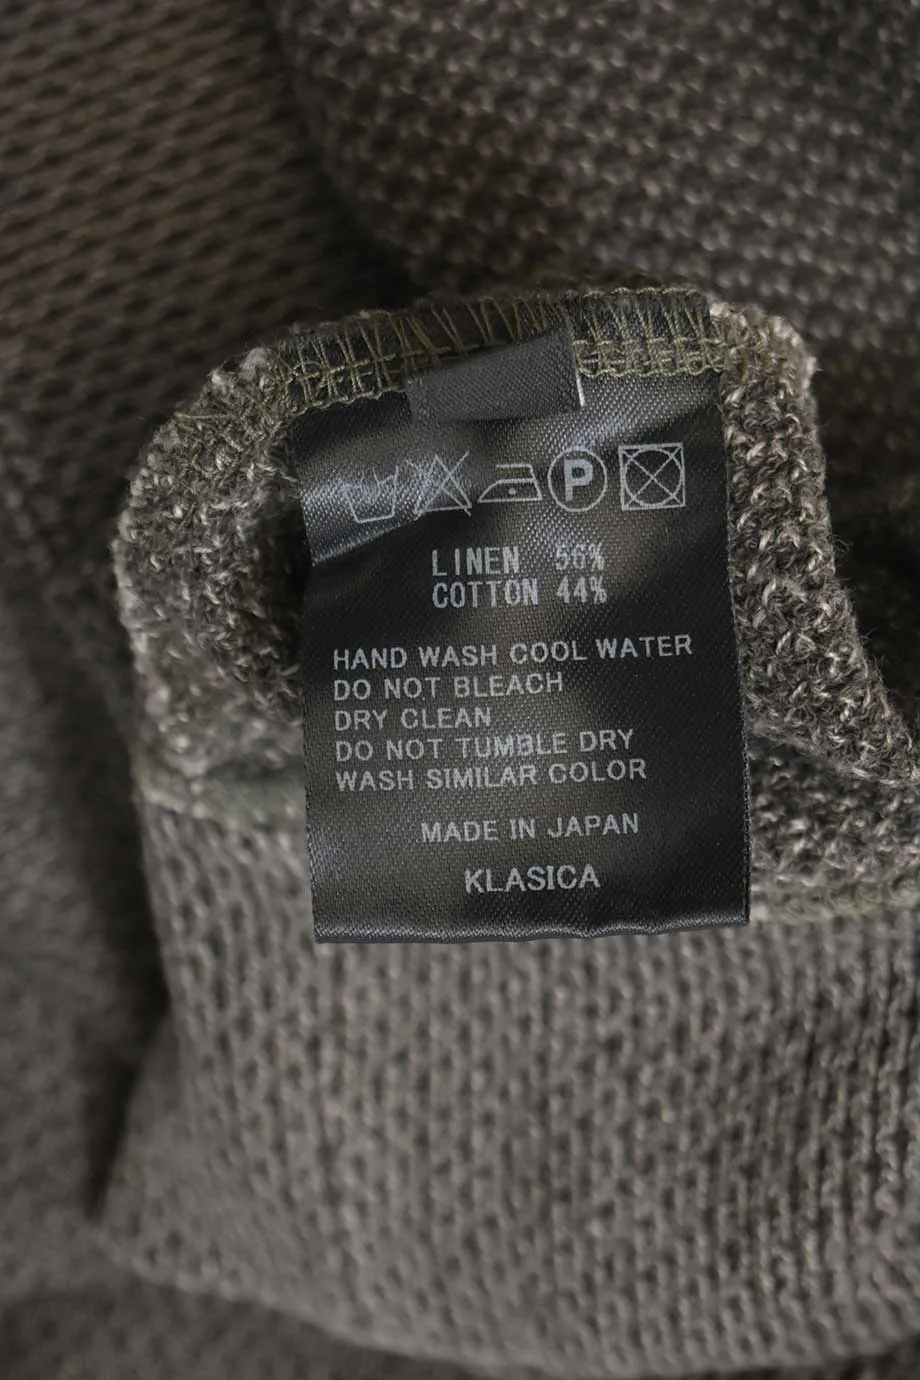 P
LINEN 56%
COTTON 44%
HAND WASH COOL WATER
DO NOT BLEACH
DRY CLEAN
DO NOT TUMBLE DRY
WASH SIMILAR COLOR
MADE IN JAPAN
KLASICA